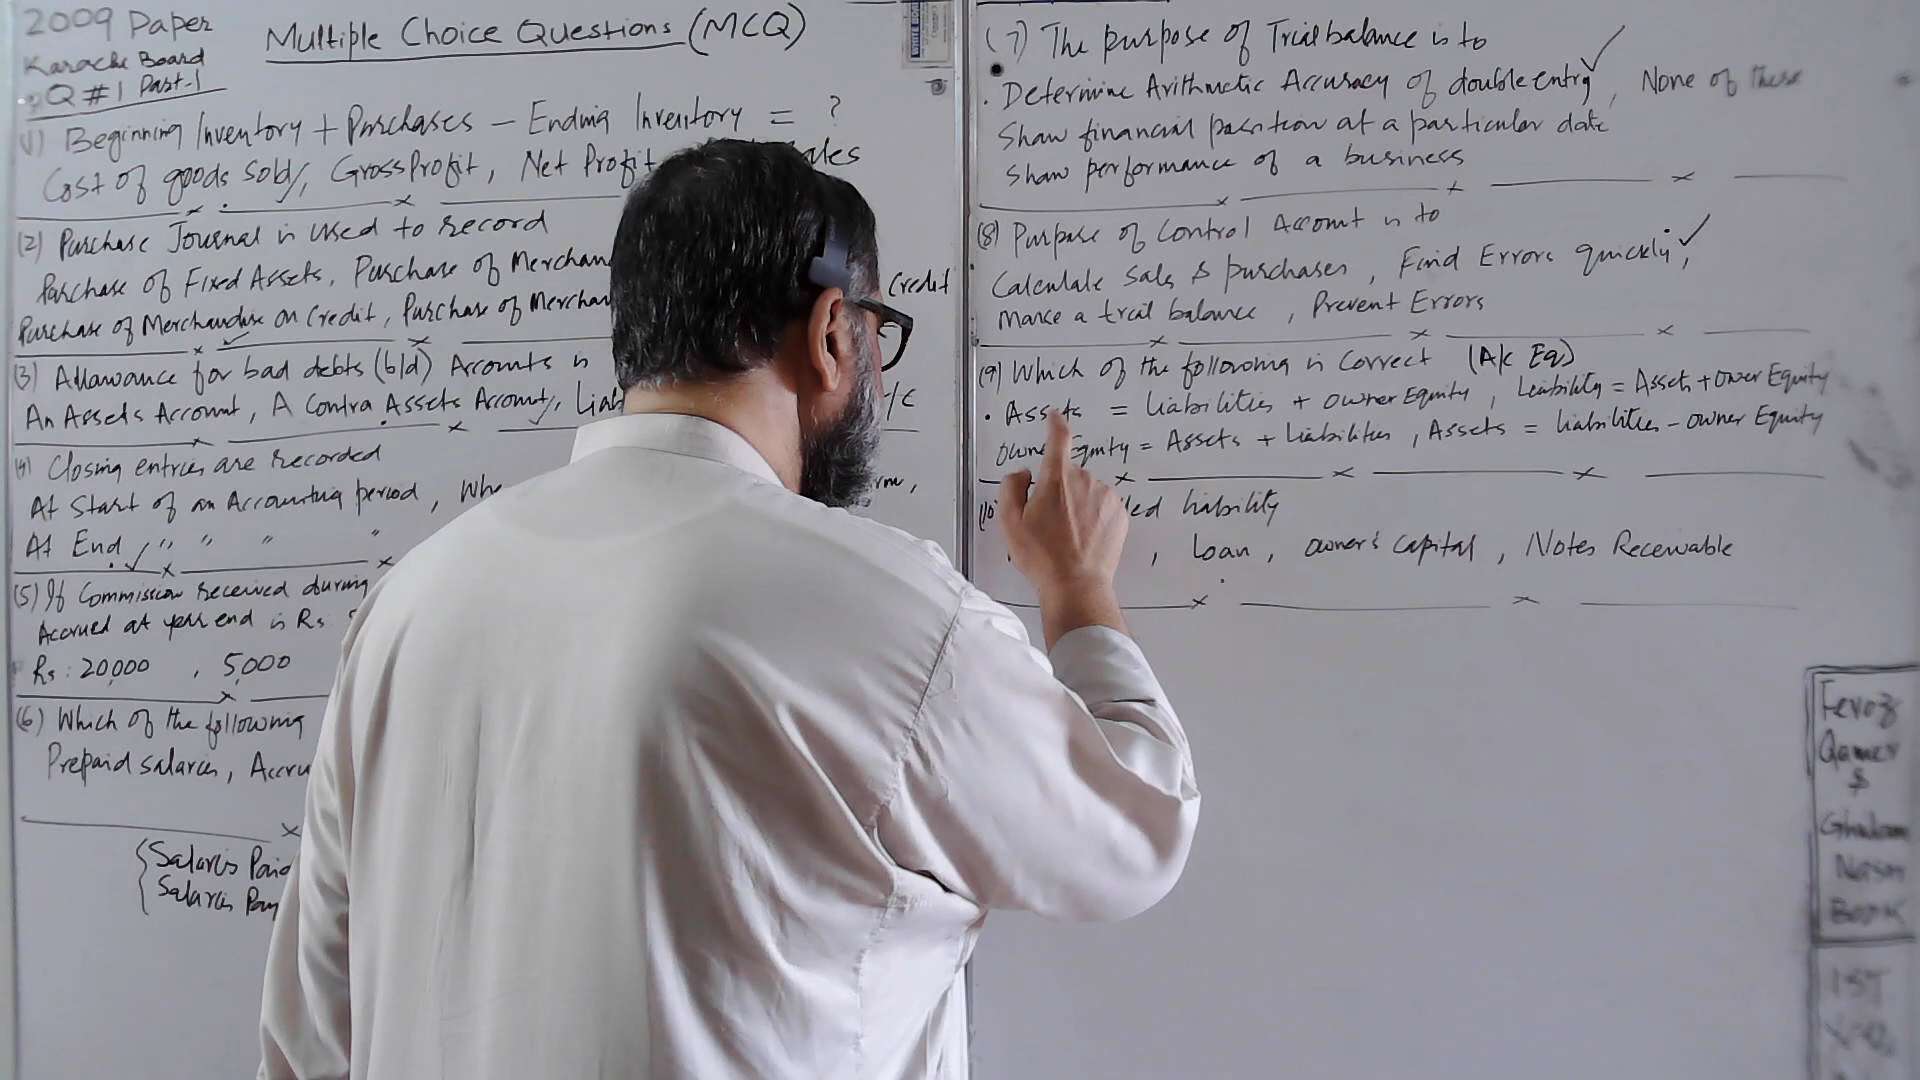 2009 Paper
Karachi Board
Q #1 Part-1
Multiple Choice Questions (MCQ)
(1) Beginning Inventory + Purchases - Ending Inventory = ?
Cost of goods sold, Gross Profit, Net Profit
(2) Purchase Journal is used to record
Purchase of Fixed Assets, Purchase of Merchan
credit
Purchase of Merchandise on Credit, Purchase of Merchan
(3) Allowance for bad debts (b/d) Accounts is
An Assets Account, A Contra Assets Account, Liab
(4) Closing entries are recorded
At Start of an Accounting period, Whe
At End " " " "
(5) If Commission received during
Accrued at year end is Rs
Rs: 20,000, 5,000
(6) Which of the following
Prepaid salaries, Accru
Salaries Paid
Salaries Pay
(7) The purpose of Trial balance is to
Determine Arithmetic Accuracy of double entry, None of these
Show financial position at a particular date
Show performance of a business
(8) Purpose of Control Account is to
Calculate Sales & purchases, Find Errors quickly,
Make a trial balance, Prevent Errors
(9) Which of the following is Correct (A/c Eq)
Assets = Liabilities + Owner Equity, Liability = Assets + Owner Equity
Owner Equity = Assets + Liabilities, Assets = Liabilities - Owner Equity
(10) led liability
, Loan, Owner's Capital, Notes Receivable
Feroz
Qamer
&
Ghulam
BOOK
1ST